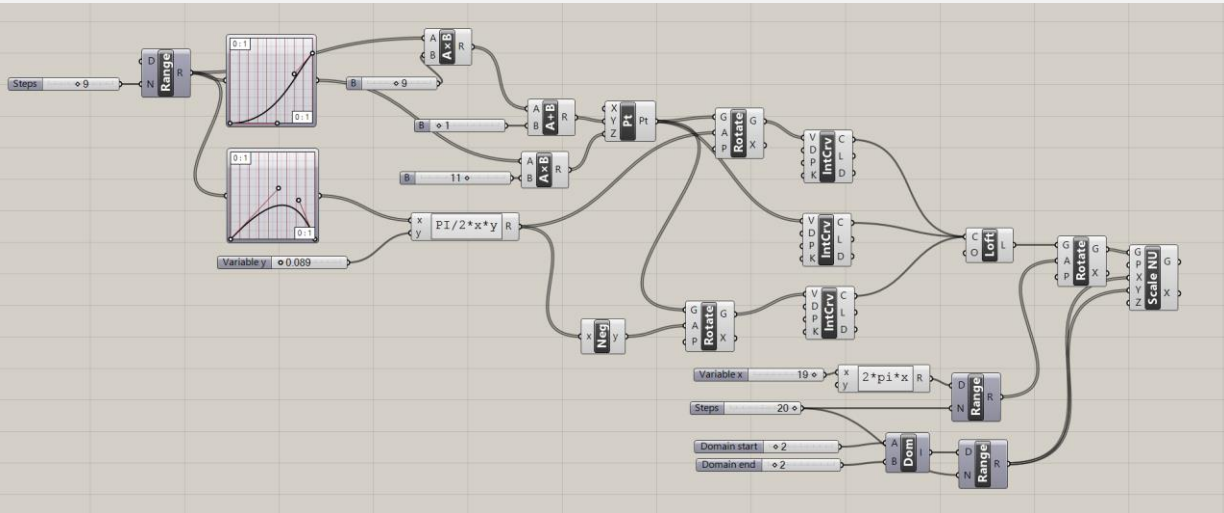 Steps 9
D N Range R
0 : 1
0 : 1
B 9
A B A×B R
B 1
A B A+B R
B 11
A B A×B R
X Y Z Pt Pt
G A P Rotate G X
V D P K IntCrv C L D
0 : 1
0 : 1
Variable y 0.089
x y PI/2*x*y R
V D P K IntCrv C L D
C O Loft L
G A P Rotate G X
G P X Y Z Scale NU G X
x Neg y
G A P Rotate G X
V D P K IntCrv C L D
Variable x 19
x y 2*pi*x R
Steps 20
D N Range R
Domain start 2
Domain end 2
A B Dom I
D N Range R